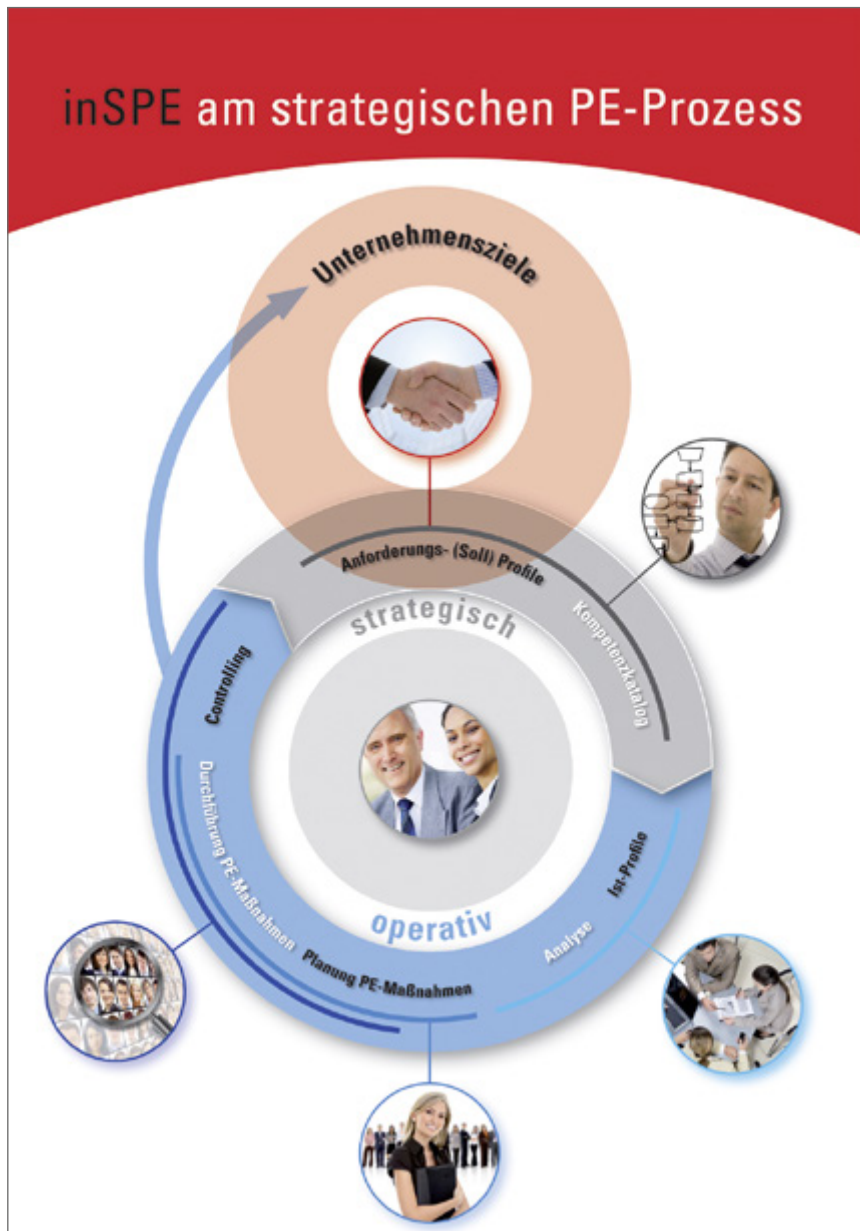 inSPE am strategischen PE-Prozess
Unternehmensziele
Anforderungs- (Soll) Profile
Kompetenzkatalog
strategisch
Controlling
Durchführung PE-Maßnahmen
Planung PE-Maßnahmen
operativ
Analyse
Ist-Profile